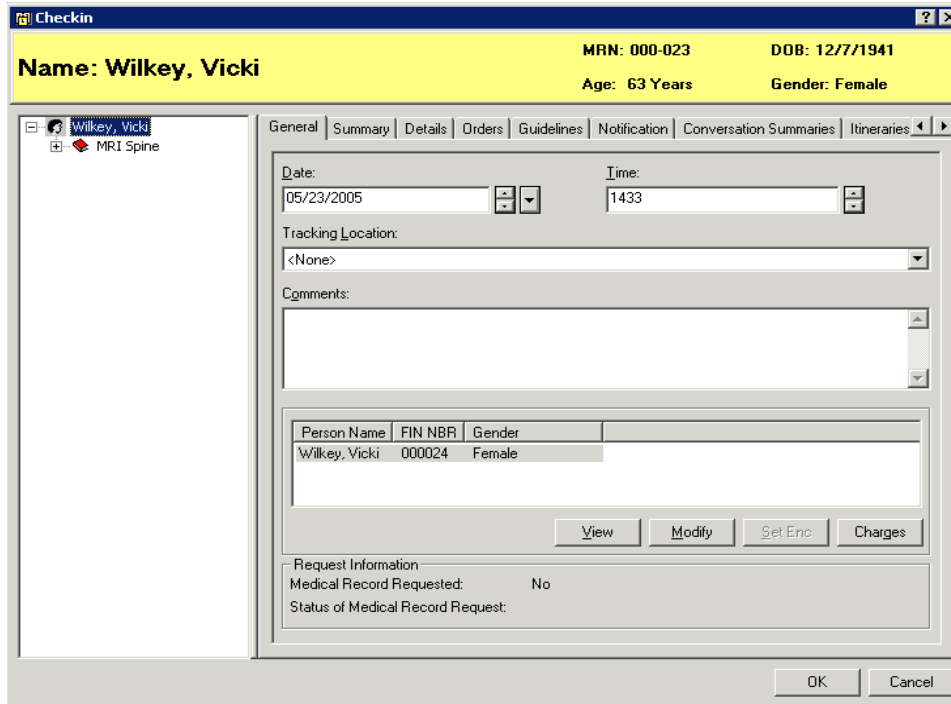 Checkin
Name: Wilkey, Vicki
MRN: 000-023 DOB: 12/7/1941
Age: 63 Years Gender: Female
Wilkey, Vicki
MRI Spine
General Summary Details Orders Guidelines Notification Conversation Summaries Itineraries
Date: Time:
05/23/2005 1433
Tracking Location:
<None>
Comments:
Person Name FIN NBR Gender
Wilkey, Vicki 000024 Female
View Modify Set Enc Charges
Request Information
Medical Record Requested: No
Status of Medical Record Request:
OK Cancel